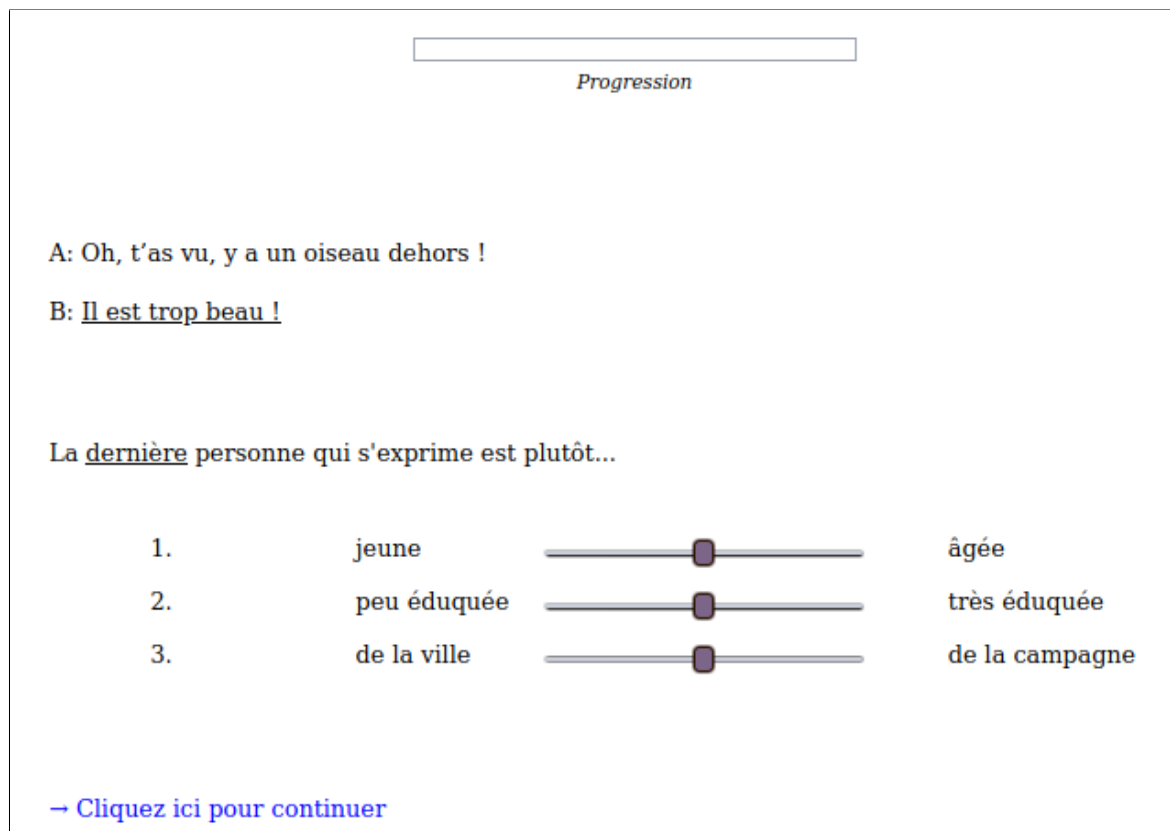 Progression
A: Oh, t’as vu, y a un oiseau dehors !
B: Il est trop beau !
La dernière personne qui s'exprime est plutôt...
1. jeune âgée
2. peu éduquée très éduquée
3. de la ville de la campagne
→ Cliquez ici pour continuer